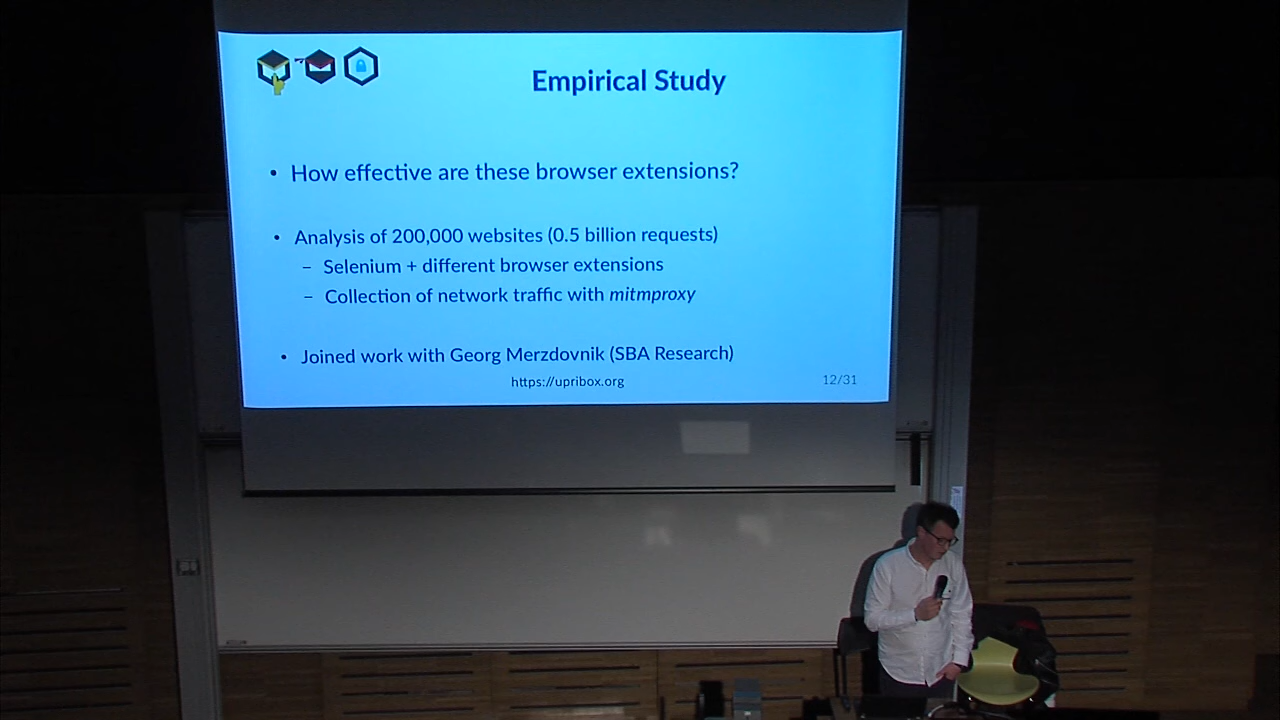 Empirical Study
• How effective are these browser extensions?
• Analysis of 200,000 websites (0.5 billion requests)
– Selenium + different browser extensions
– Collection of network traffic with mitmproxy
• Joined work with Georg Merzdovnik (SBA Research)
https://upribox.org
12/31